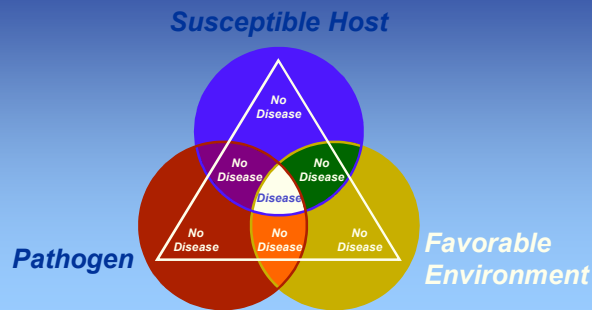 Susceptible Host
No
Disease
No
Disease
No
Disease
Disease
No
Disease
No
Disease
No
Disease
Pathogen
Favorable
Environment